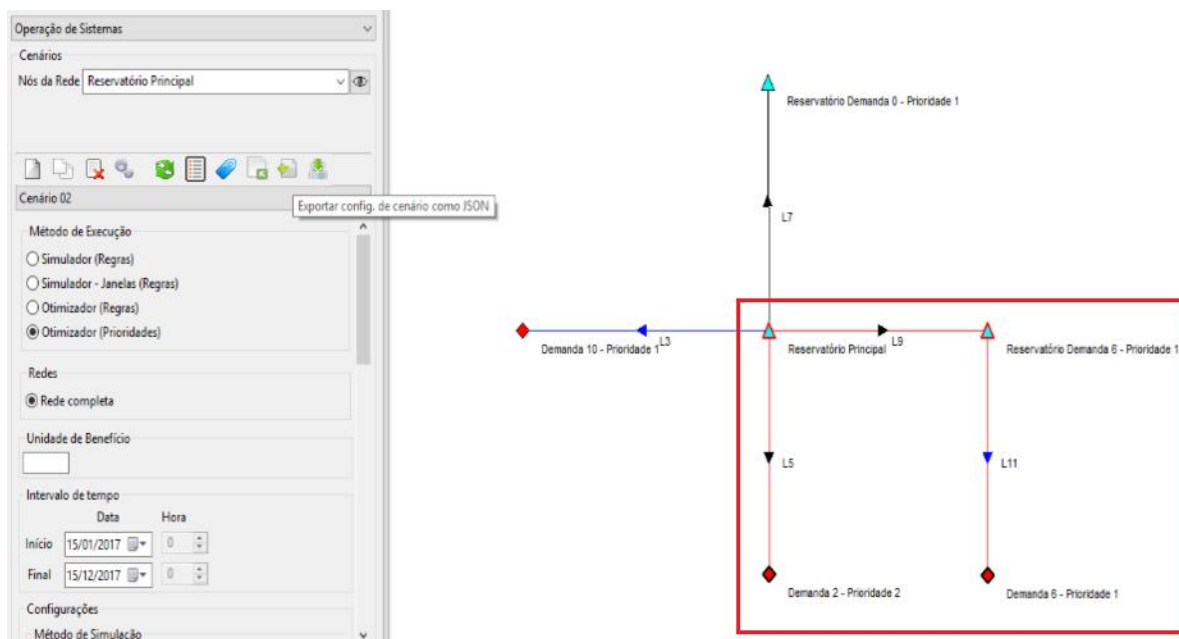 Operação de Sistemas
Cenários
Nós da Rede Reservatório Principal
Cenário 02
Exportar config. de cenário como JSON
Método de Execução
Simulador (Regras)
Simulador - Janelas (Regras)
Otimizador (Regras)
Otimizador (Prioridades)
Redes
Rede completa
Unidade de Benefício
Intervalo de tempo
Data Hora
Início 15/01/2017 0
Final 15/12/2017 0
Configurações
Método de Simulação
Reservatório Demanda 0 - Prioridade 1
L7
Demanda 10 - Prioridade 1 L3
Reservatório Principal L9
Reservatório Demanda 6 - Prioridade 1
L5
L11
Demanda 2 - Prioridade 2
Demanda 6 - Prioridade 1